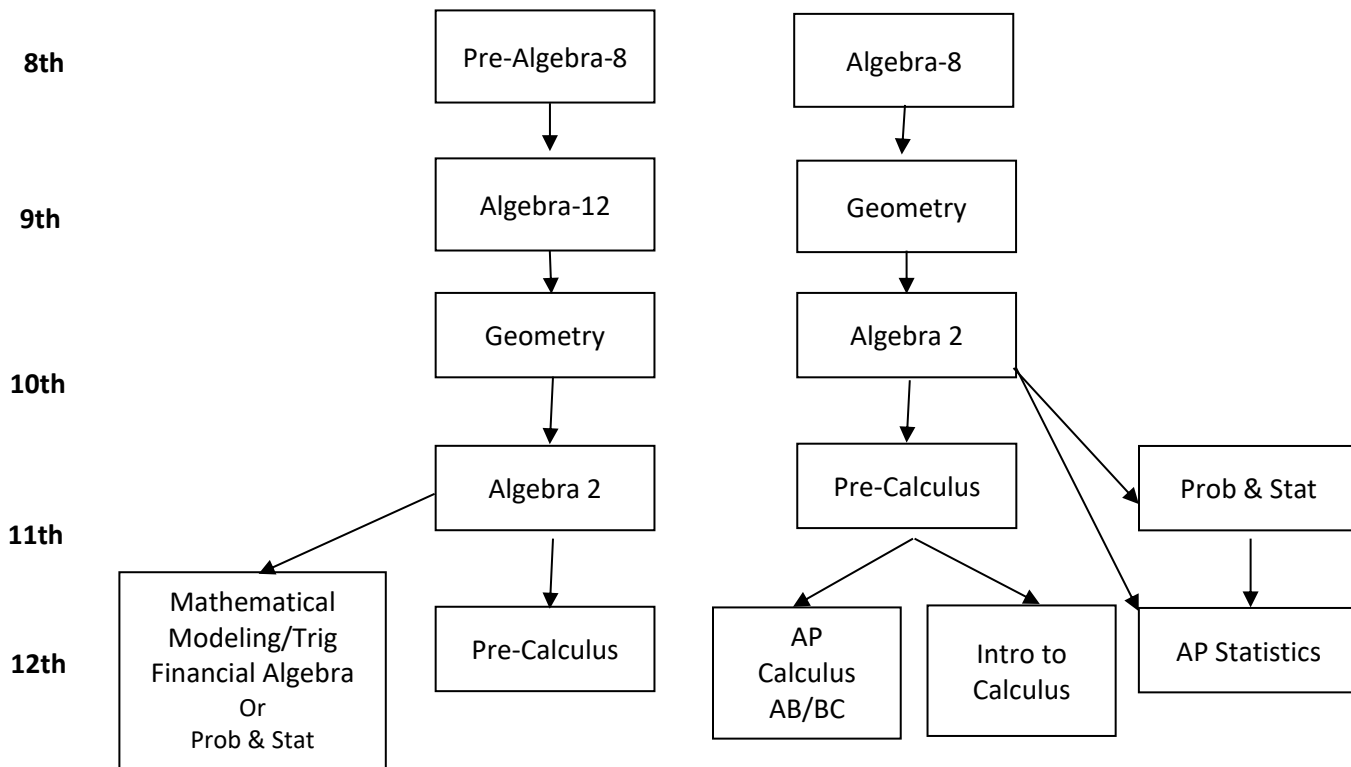 8th
Pre-Algebra-8
Algebra-8
9th
Algebra-12
Geometry
Geometry
Algebra 2
10th
Algebra 2
Pre-Calculus
Prob & Stat
11th
Mathematical
Modeling/Trig
Financial Algebra
Or
Prob & Stat
Pre-Calculus
AP
Calculus
AB/BC
Intro to
Calculus
AP Statistics
12th